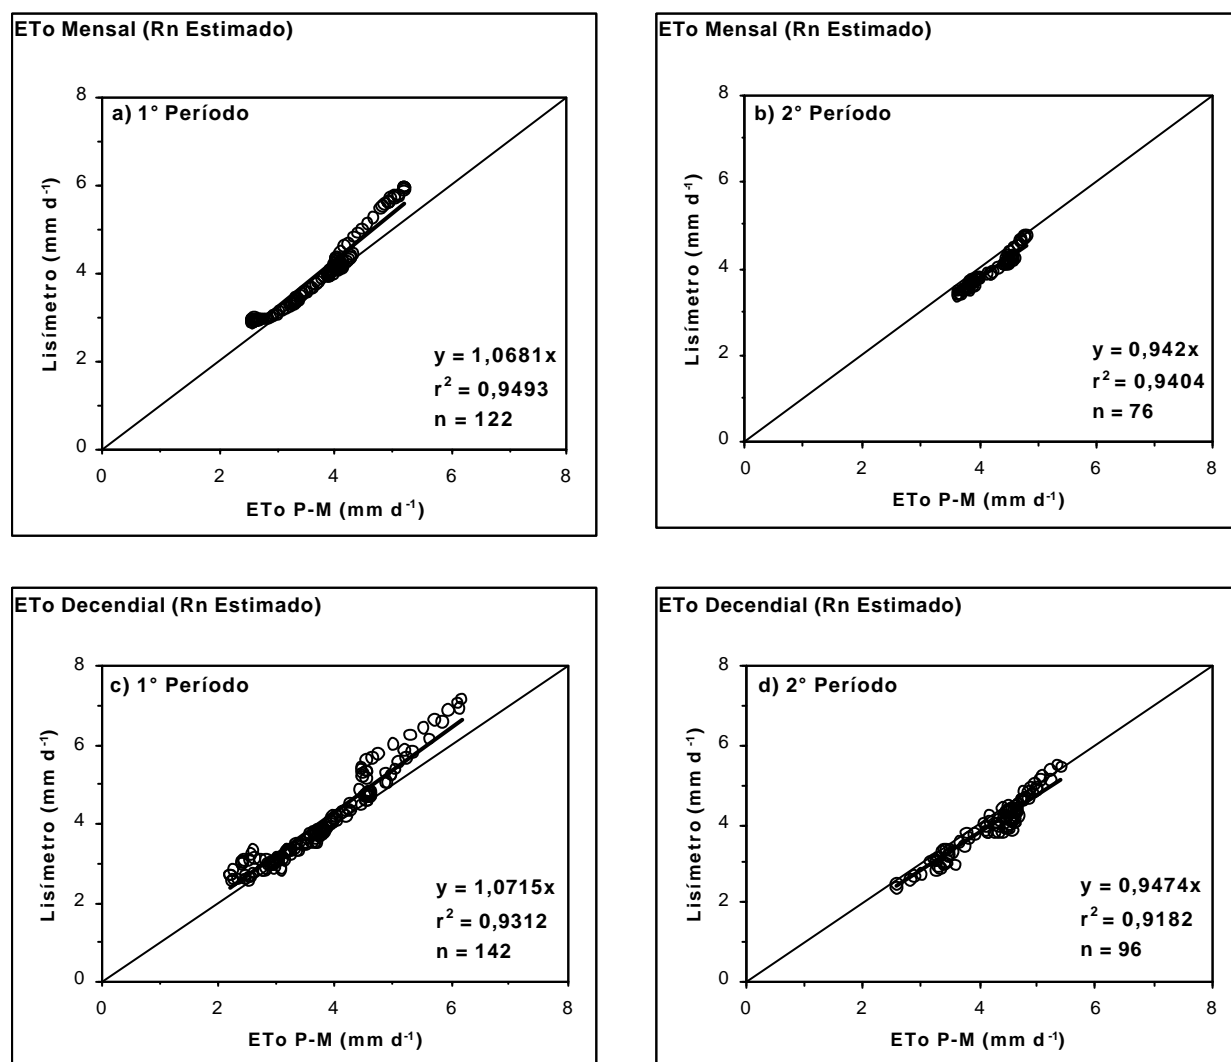 ETo Mensal (Rn Estimado)
8
a) 1° Período
6
4
2
0
Lisímetro (mm d-1)
y = 1,0681x
r2 = 0,9493
n = 122
0 2 4 6 8
ETo P-M (mm d-1)
ETo Mensal (Rn Estimado)
8
b) 2° Período
6
4
2
0
Lisímetro (mm d-1)
y = 0,942x
r2 = 0,9404
n = 76
0 2 4 6 8
ETo P-M (mm d-1)
ETo Decendial (Rn Estimado)
8
c) 1° Período
6
4
2
0
Lisímetro (mm d-1)
y = 1,0715x
r2 = 0,9312
n = 142
0 2 4 6 8
ETo P-M (mm d-1)
ETo Decendial (Rn Estimado)
8
d) 2° Período
6
4
2
0
Lisímetro (mm d-1)
y = 0,9474x
r2 = 0,9182
n = 96
0 2 4 6 8
ETo P-M (mm d-1)